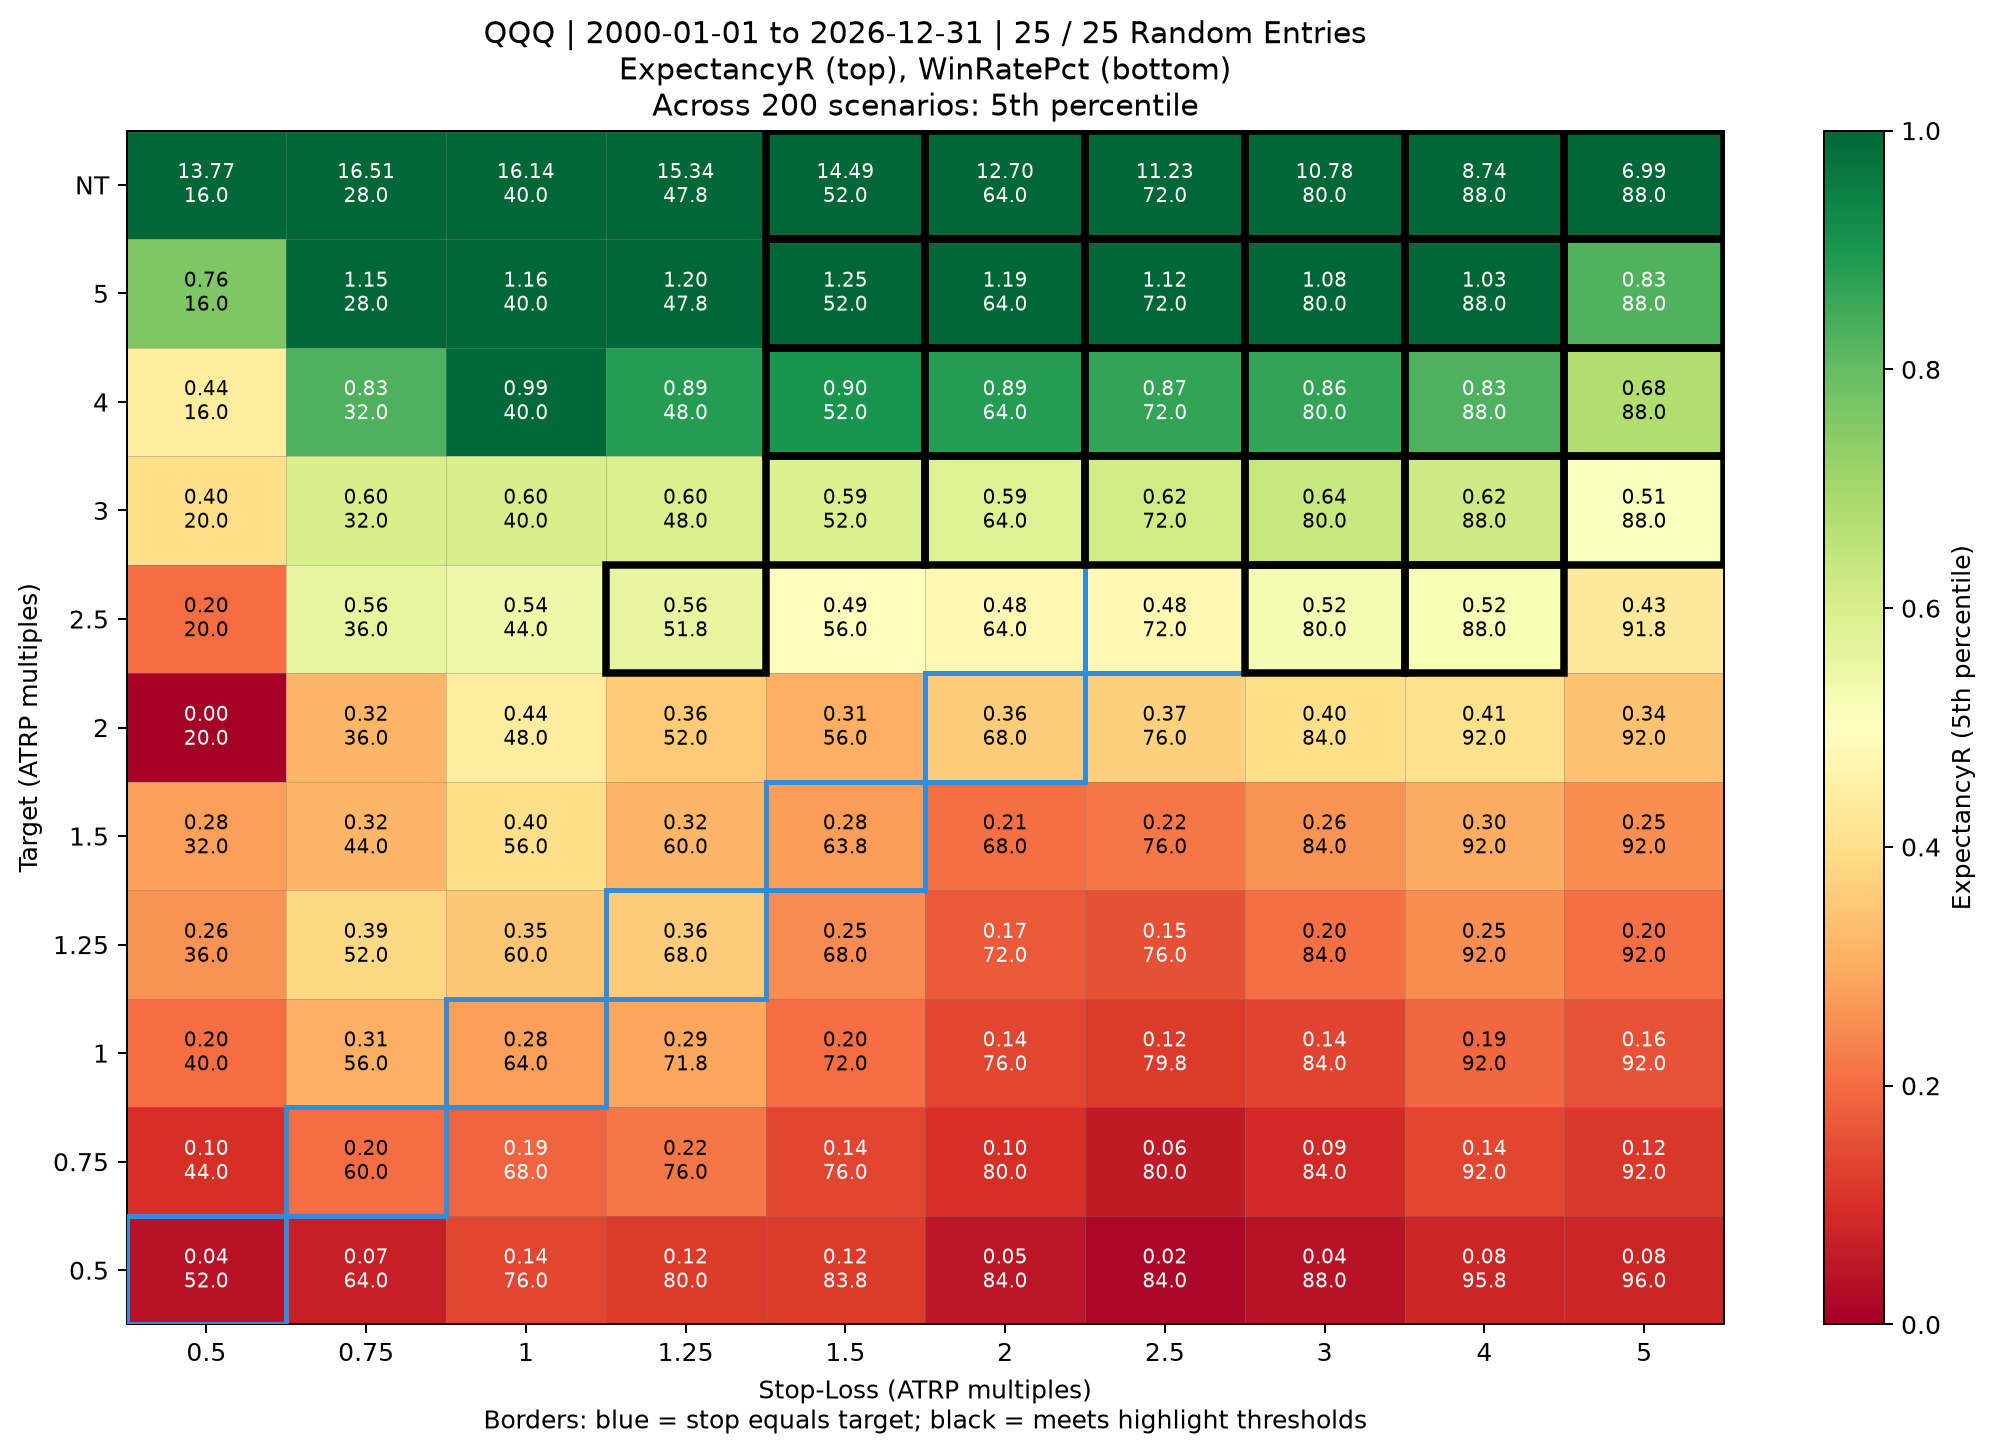 QQQ | 2000-01-01 to 2026-12-31 | 25 / 25 Random Entries
ExpectancyR (top), WinRatePct (bottom)
Across 200 scenarios: 5th percentile
Target (ATRP multiples)
NT
13.77 16.51 16.14 15.34 14.49 12.70 11.23 10.78 8.74 6.99
16.0 28.0 40.0 47.8 52.0 64.0 72.0 80.0 88.0 88.0
5
0.76 1.15 1.16 1.20 1.25 1.19 1.12 1.08 1.03 0.83
16.0 28.0 40.0 47.8 52.0 64.0 72.0 80.0 88.0 88.0
4
0.44 0.83 0.99 0.89 0.90 0.89 0.87 0.86 0.83 0.68
16.0 32.0 40.0 48.0 52.0 64.0 72.0 80.0 88.0 88.0
3
0.40 0.60 0.60 0.60 0.59 0.59 0.62 0.64 0.62 0.51
20.0 32.0 40.0 48.0 52.0 64.0 72.0 80.0 88.0 88.0
2.5
0.20 0.56 0.54 0.56 0.49 0.48 0.48 0.52 0.52 0.43
20.0 36.0 44.0 51.8 56.0 64.0 72.0 80.0 88.0 91.8
2
0.00 0.32 0.44 0.36 0.31 0.36 0.37 0.40 0.41 0.34
20.0 36.0 48.0 52.0 56.0 68.0 76.0 84.0 92.0 92.0
1.5
0.28 0.32 0.40 0.32 0.28 0.21 0.22 0.26 0.30 0.25
32.0 44.0 56.0 60.0 63.8 68.0 76.0 84.0 92.0 92.0
1.25
0.26 0.39 0.35 0.36 0.25 0.17 0.15 0.20 0.25 0.20
36.0 52.0 60.0 68.0 68.0 72.0 76.0 84.0 92.0 92.0
1
0.20 0.31 0.28 0.29 0.20 0.14 0.12 0.14 0.19 0.16
40.0 56.0 64.0 71.8 72.0 76.0 79.8 84.0 92.0 92.0
0.75
0.10 0.20 0.19 0.22 0.14 0.10 0.06 0.09 0.14 0.12
44.0 60.0 68.0 76.0 76.0 80.0 80.0 84.0 92.0 92.0
0.5
0.04 0.07 0.14 0.12 0.12 0.05 0.02 0.04 0.08 0.08
52.0 64.0 76.0 80.0 83.8 84.0 84.0 88.0 95.8 96.0
0.5 0.75 1 1.25 1.5 2 2.5 3 4 5
Stop-Loss (ATRP multiples)
Borders: blue = stop equals target; black = meets highlight thresholds
1.0
0.8
0.6
0.4
0.2
0.0
ExpectancyR (5th percentile)